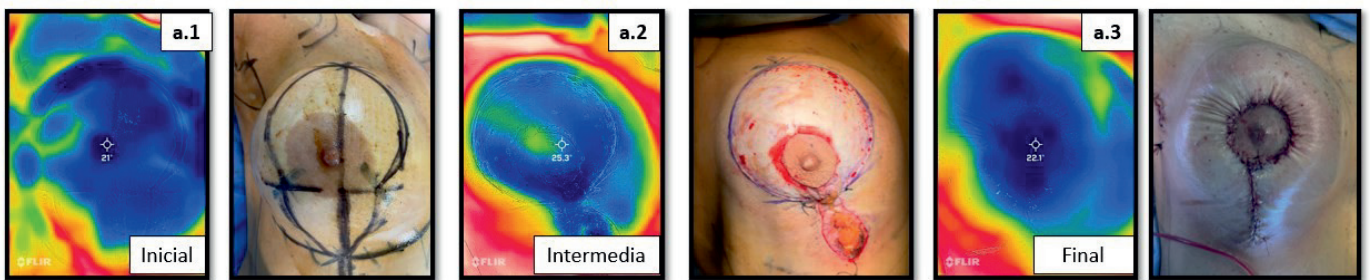 a.1
21°
FLIR
Inicial
a.2
25.3°
FLIR
Intermedia
a.3
22.1°
FLIR
Final